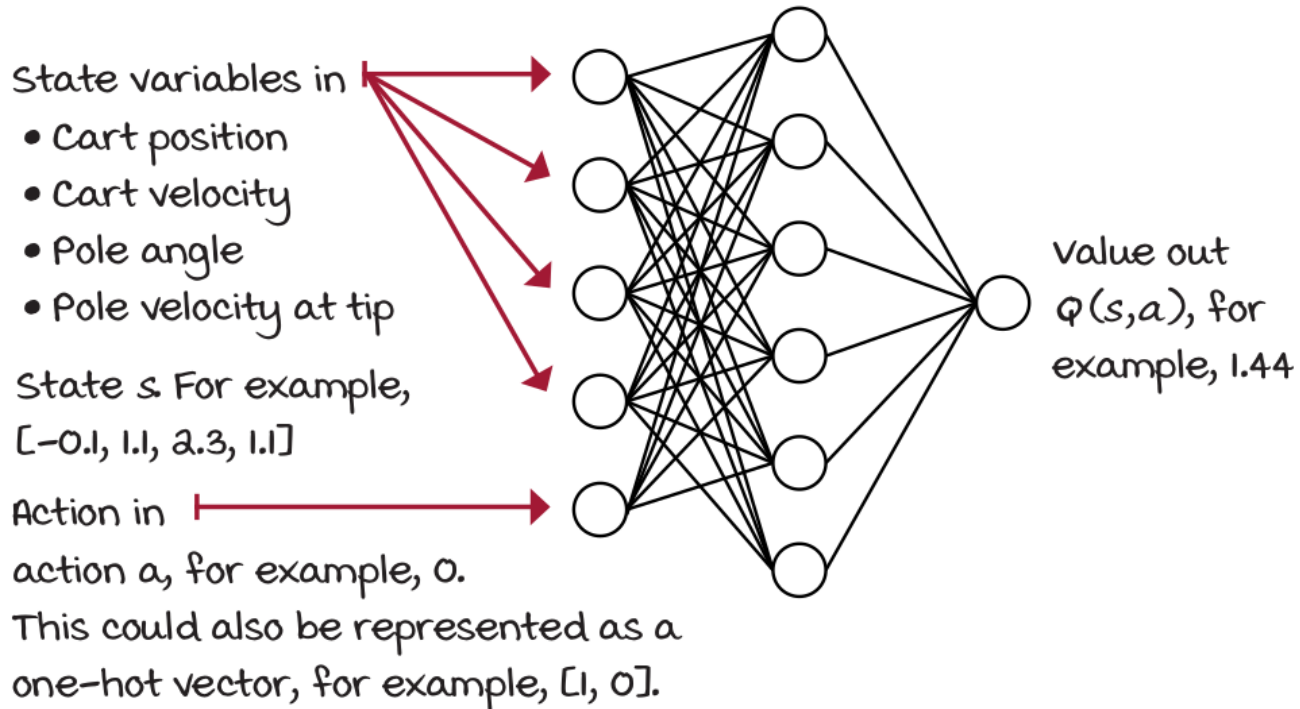 State variables in
• Cart position
• Cart velocity
• Pole angle
• Pole velocity at tip
State s. For example,
[-0.1, 1.1, 2.3, 1.1]
Action in
action a, for example, 0.
This could also be represented as a
one-hot vector, for example, [1, 0].
Value out
Q(s,a), for
example, 1.44